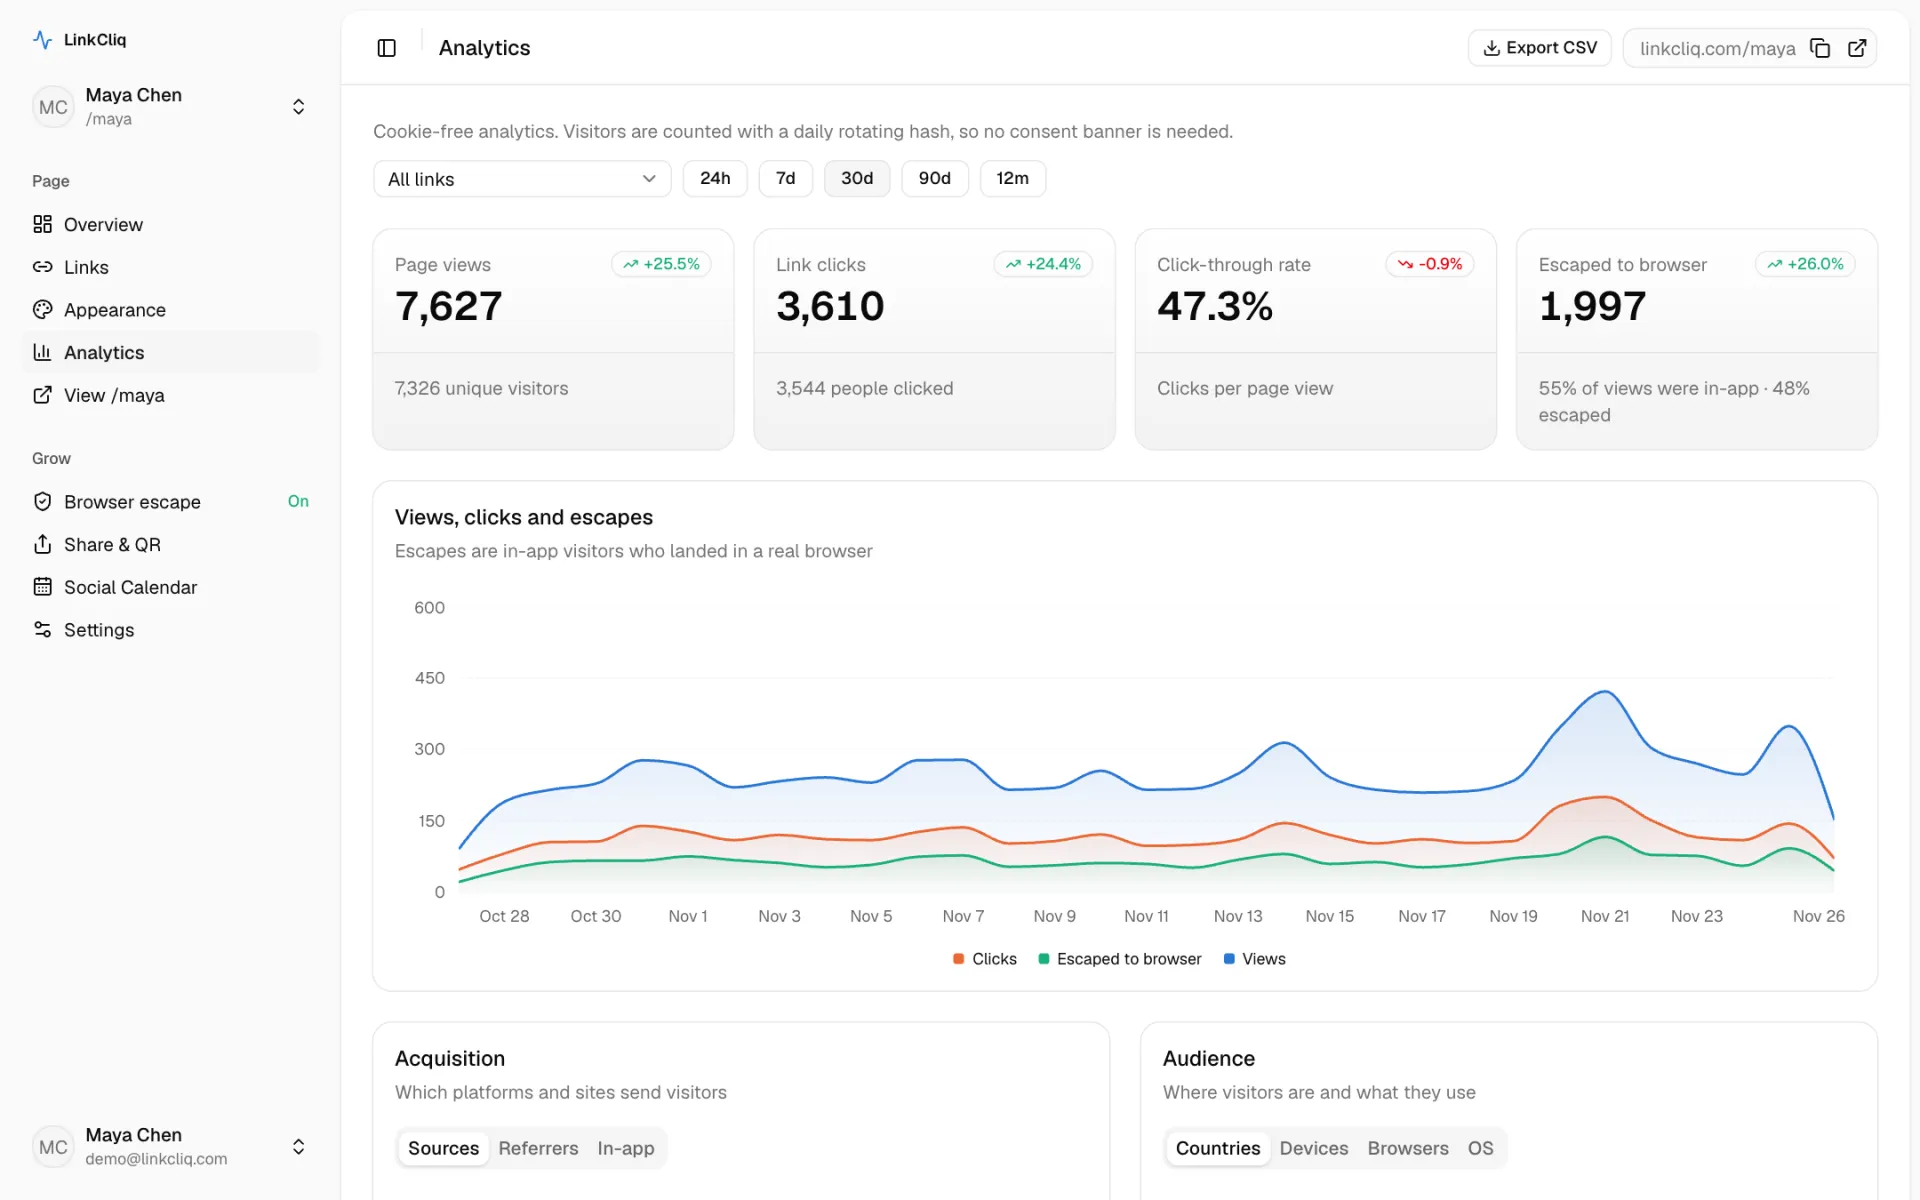 LinkCliq
MC
Maya Chen
/maya
Page
Overview
Links
Appearance
Analytics
View /maya
Grow
Browser escape
On
Share & QR
Social Calendar
Settings
MC
Maya Chen
demo@linkcliq.com
Analytics
Export CSV
linkcliq.com/maya
Cookie-free analytics. Visitors are counted with a daily rotating hash, so no consent banner is needed.
All links
24h
7d
30d
90d
12m
Page views
+25.5%
7,627
7,326 unique visitors
Link clicks
+24.4%
3,610
3,544 people clicked
Click-through rate
-0.9%
47.3%
Clicks per page view
Escaped to browser
+26.0%
1,997
55% of views were in-app · 48%
escaped
Views, clicks and escapes
Escapes are in-app visitors who landed in a real browser
600
450
300
150
0
Oct 28
Oct 30
Nov 1
Nov 3
Nov 5
Nov 7
Nov 9
Nov 11
Nov 13
Nov 15
Nov 17
Nov 19
Nov 21
Nov 23
Nov 26
Clicks
Escaped to browser
Views
Acquisition
Which platforms and sites send visitors
Sources
Referrers
In-app
Audience
Where visitors are and what they use
Countries
Devices
Browsers
OS